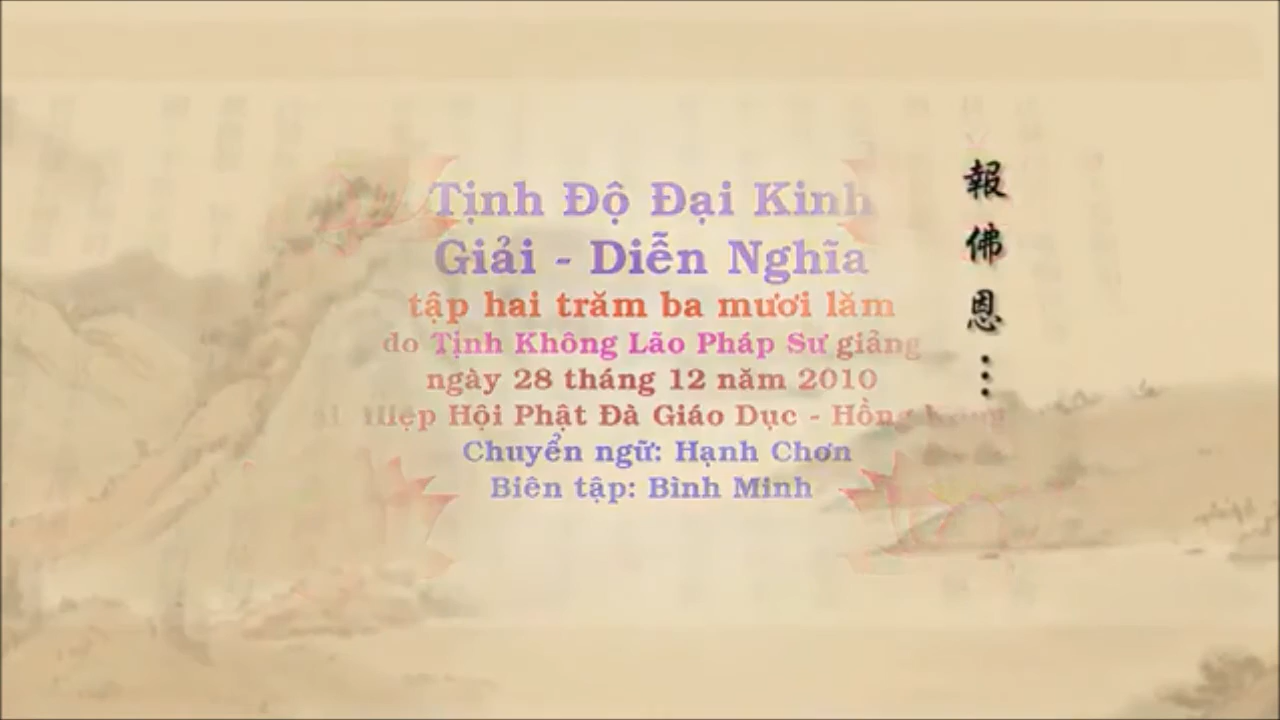 Tịnh Độ Đại Kinh
Giải - Diễn Nghĩa
tập hai trăm ba mươi lăm
do Tịnh Không Lão Pháp Sư giảng
ngày 28 tháng 12 năm 2010
Hiệp Hội Phật Đà Giáo Dục - Hồng
Chuyển ngữ: Hạnh Chơn
Biên tập: Bình Minh
報佛恩…